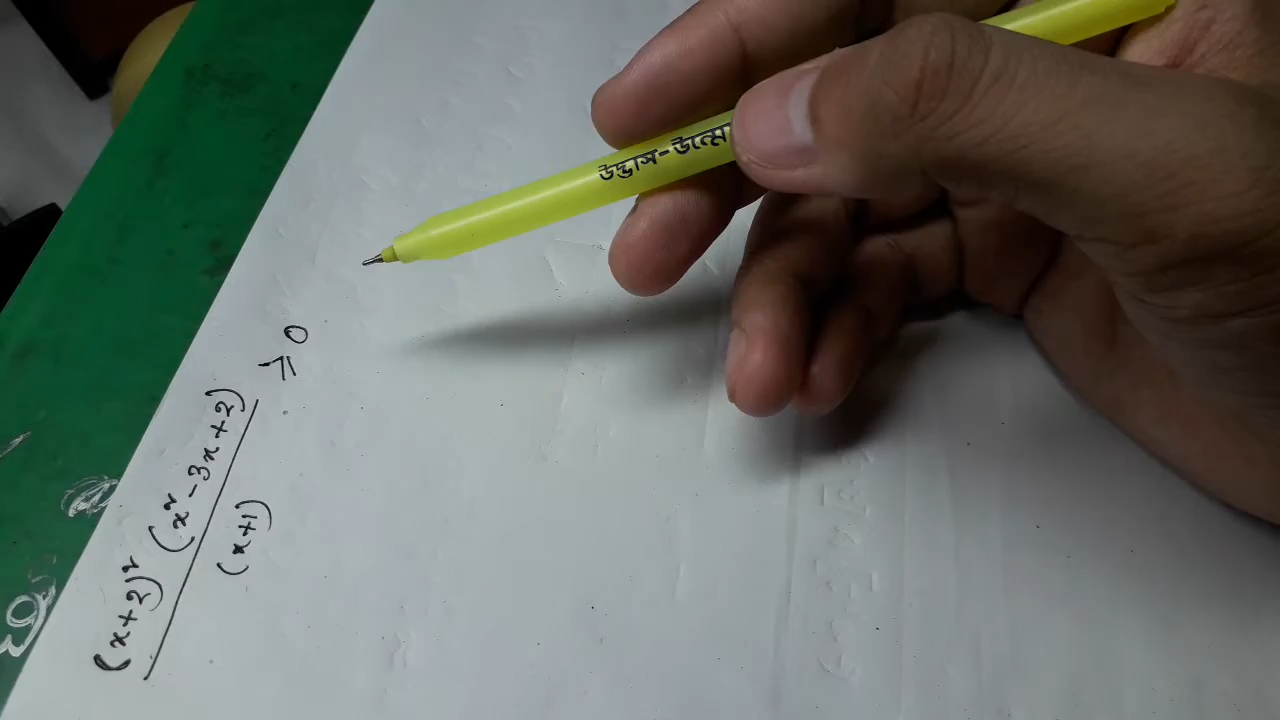 (x+2)² (x²-3x+2)
(x+1)
≥ 0
উদ্ভাস-উন্মে